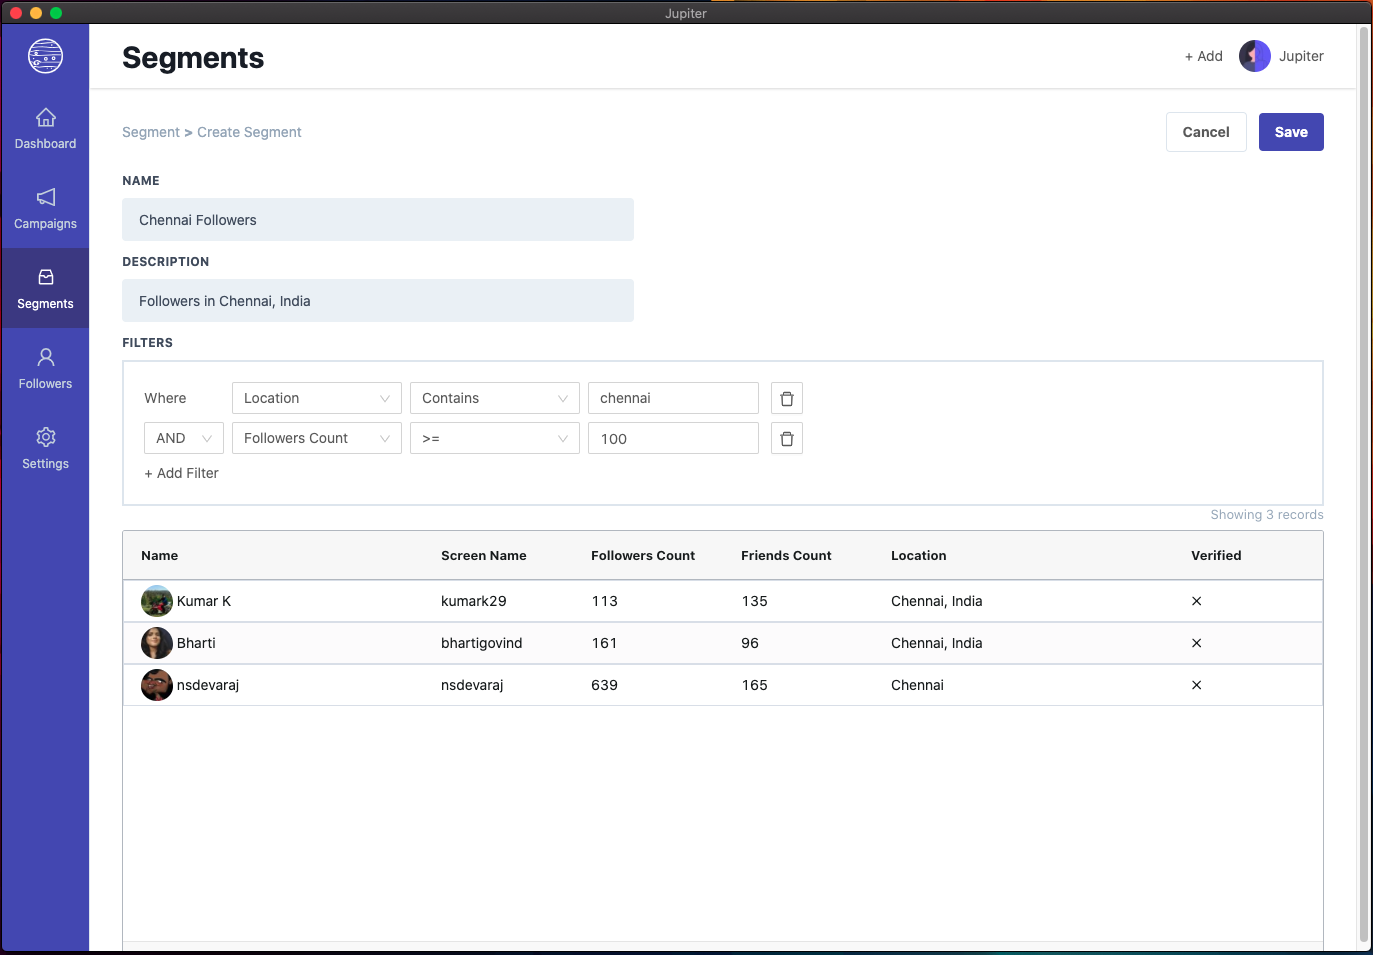 Jupiter
Segments
+ Add
Jupiter
Dashboard
Campaigns
Segments
Followers
Settings
Segment > Create Segment
Cancel
Save
NAME
Chennai Followers
DESCRIPTION
Followers in Chennai, India
FILTERS
Where Location Contains chennai
AND Followers Count >= 100
+ Add Filter
Showing 3 records
Name Screen Name Followers Count Friends Count Location Verified
Kumar K kumark29 113 135 Chennai, India
Bharti bhartigovind 161 96 Chennai, India
nsdevaraj nsdevaraj 639 165 Chennai